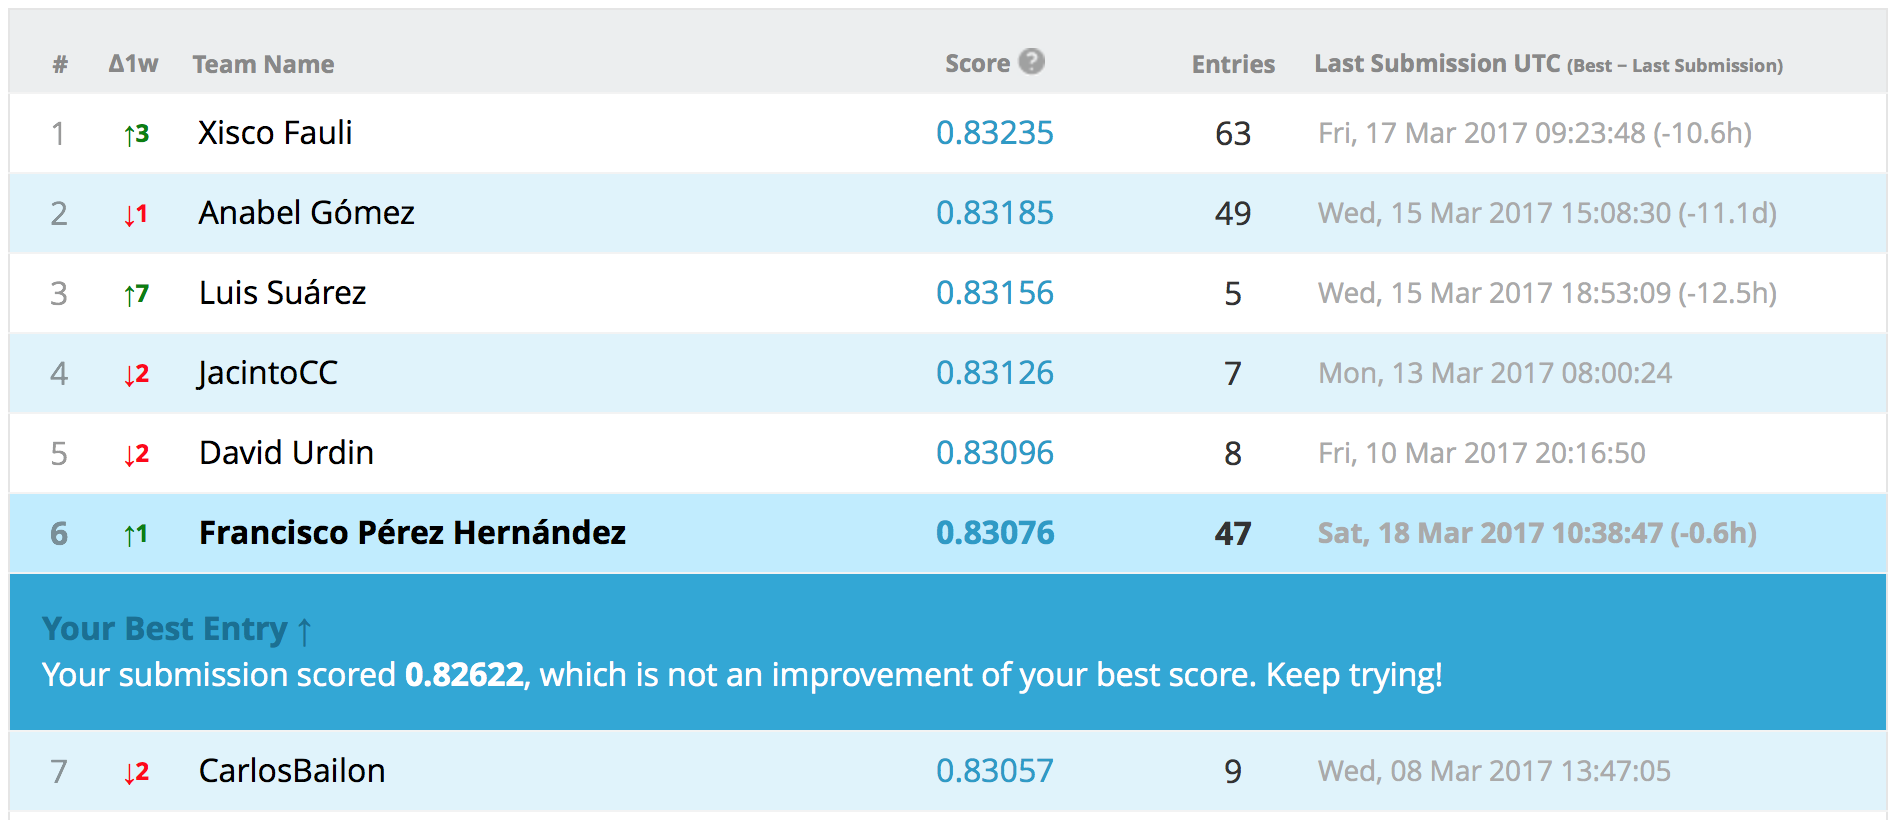 # Δ1w Team Name Score ? Entries Last Submission UTC (Best – Last Submission)
1 ↑3 Xisco Fauli 0.83235 63 Fri, 17 Mar 2017 09:23:48 (-10.6h)
2 ↓1 Anabel Gómez 0.83185 49 Wed, 15 Mar 2017 15:08:30 (-11.1d)
3 ↑7 Luis Suárez 0.83156 5 Wed, 15 Mar 2017 18:53:09 (-12.5h)
4 ↓2 JacintoCC 0.83126 7 Mon, 13 Mar 2017 08:00:24
5 ↓2 David Urdin 0.83096 8 Fri, 10 Mar 2017 20:16:50
6 ↑1 Francisco Pérez Hernández 0.83076 47 Sat, 18 Mar 2017 10:38:47 (-0.6h)
Your Best Entry ↑
Your submission scored 0.82622, which is not an improvement of your best score. Keep trying!
7 ↓2 CarlosBailon 0.83057 9 Wed, 08 Mar 2017 13:47:05